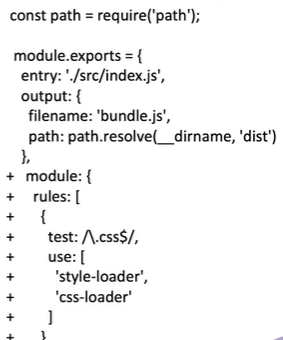 const path = require('path');
module.exports = {
entry: './src/index.js',
output: {
filename: 'bundle.js',
path: path.resolve(__dirname, 'dist')
},
+ module: {
+ rules: [
+ {
+ test: /\.css$/,
+ use: [
+ 'style-loader',
+ 'css-loader'
+ ]
+ }